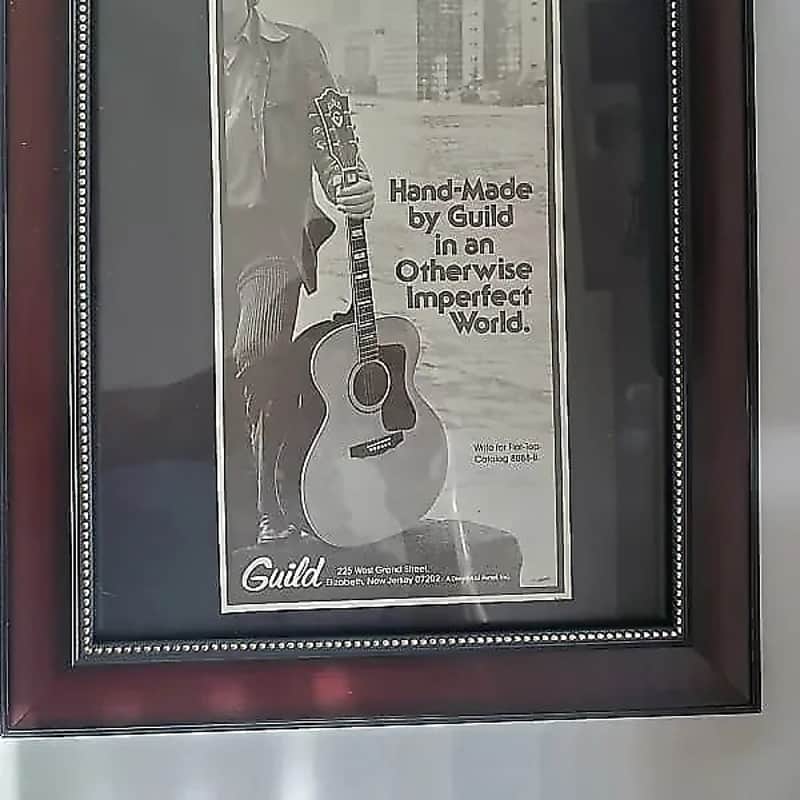 Hand-Made
by Guild
in an
Otherwise
Imperfect
World.
Write for Flat-Top
Catalog
Guild
225 West Grand Street,
Elizabeth, New Jersey 07202